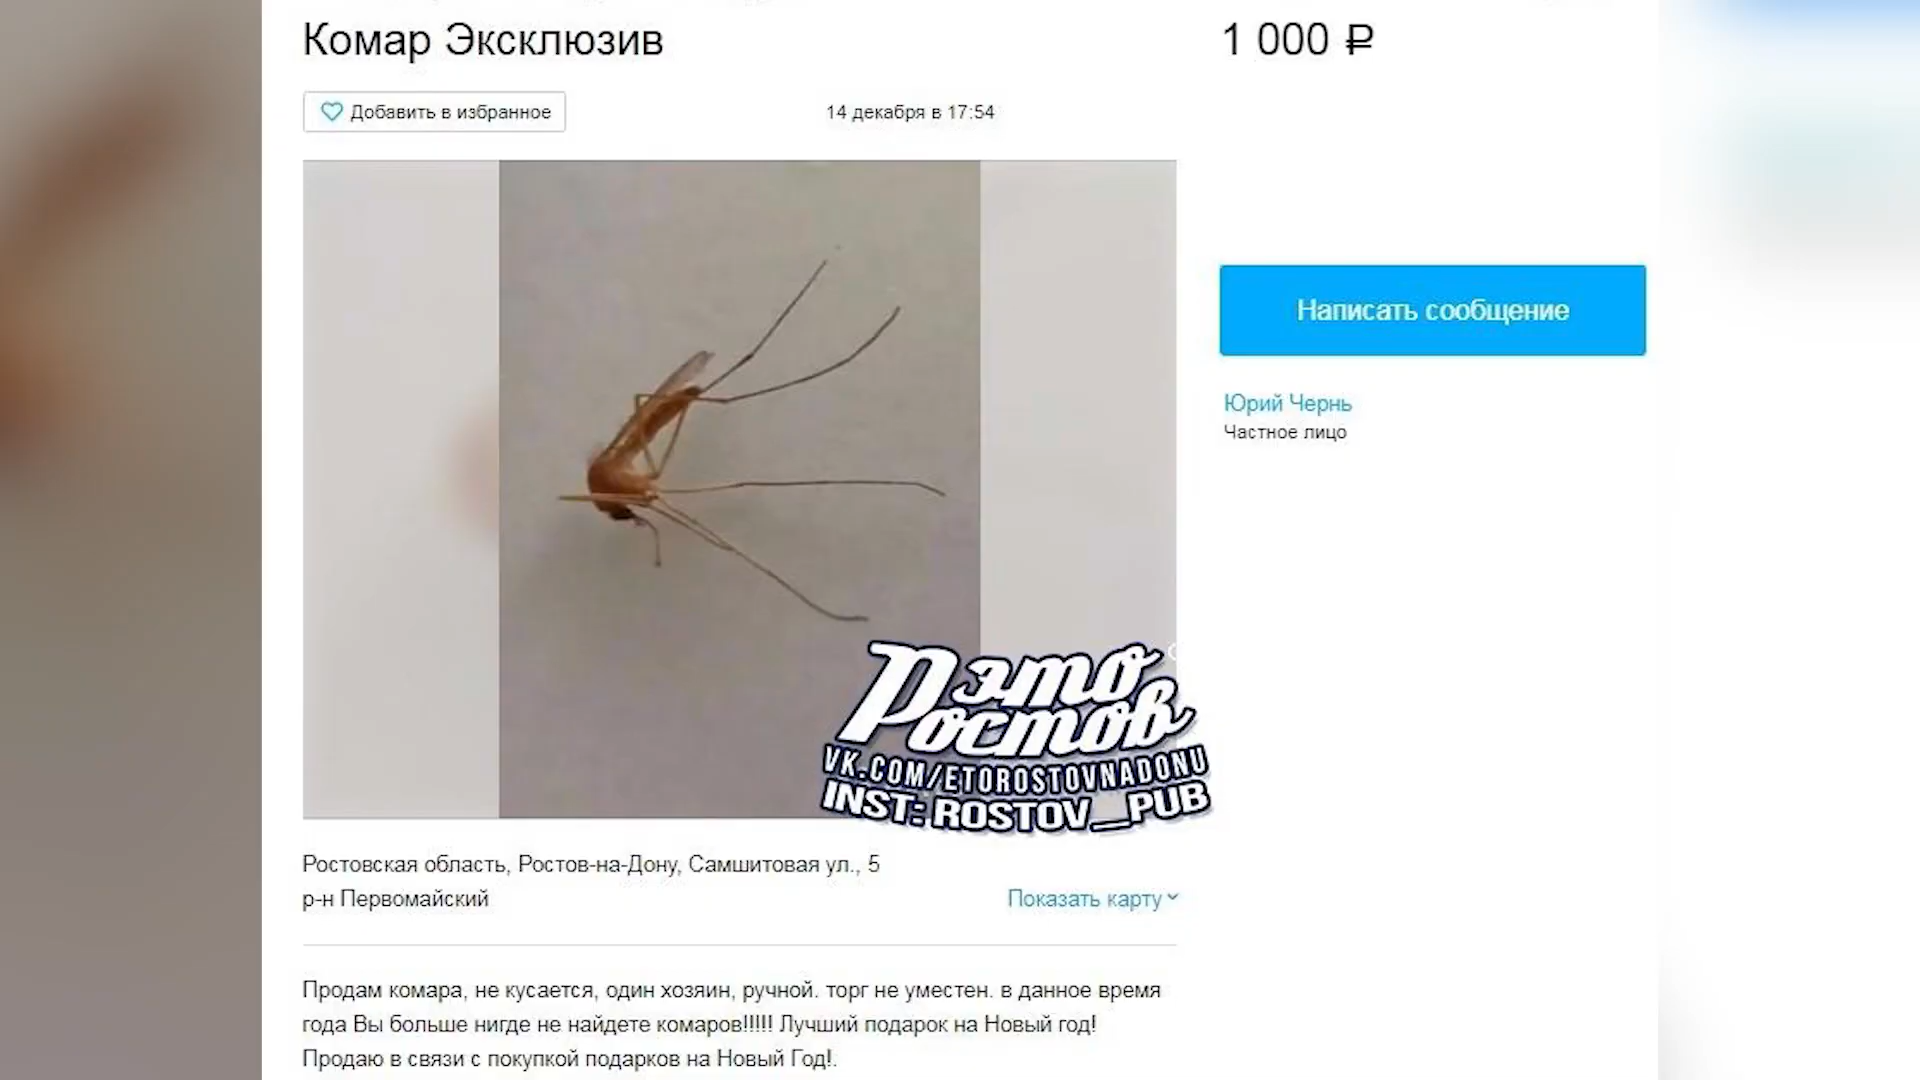 Комар Эксклюзив
1 000 ₽
Добавить в избранное
14 декабря в 17:54
Написать сообщение
Юрий Чернь
Частное лицо
Рэто
Ростов
VK.COM/ETOROSTOVNADONU
INST: ROSTOV__PUB
Ростовская область, Ростов-на-Дону, Самшитовая ул., 5
р-н Первомайский
Показать карту
Продам комара, не кусается, один хозяин, ручной. торг не уместен. в данное время
года Вы больше нигде не найдете комаров!!!!! Лучший подарок на Новый год!
Продаю в связи с покупкой подарков на Новый Год!.